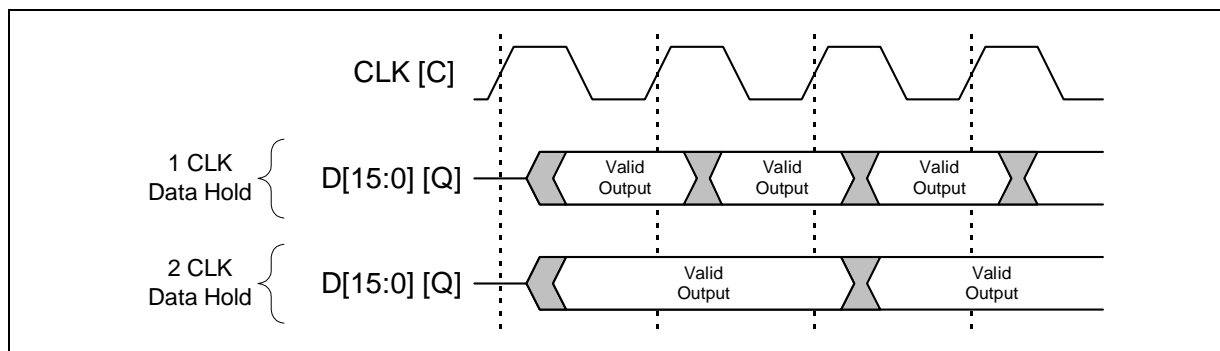 CLK [C]
1 CLK
Data Hold
D[15:0] [Q]
Valid
Output
Valid
Output
Valid
Output
2 CLK
Data Hold
D[15:0] [Q]
Valid
Output
Valid
Output